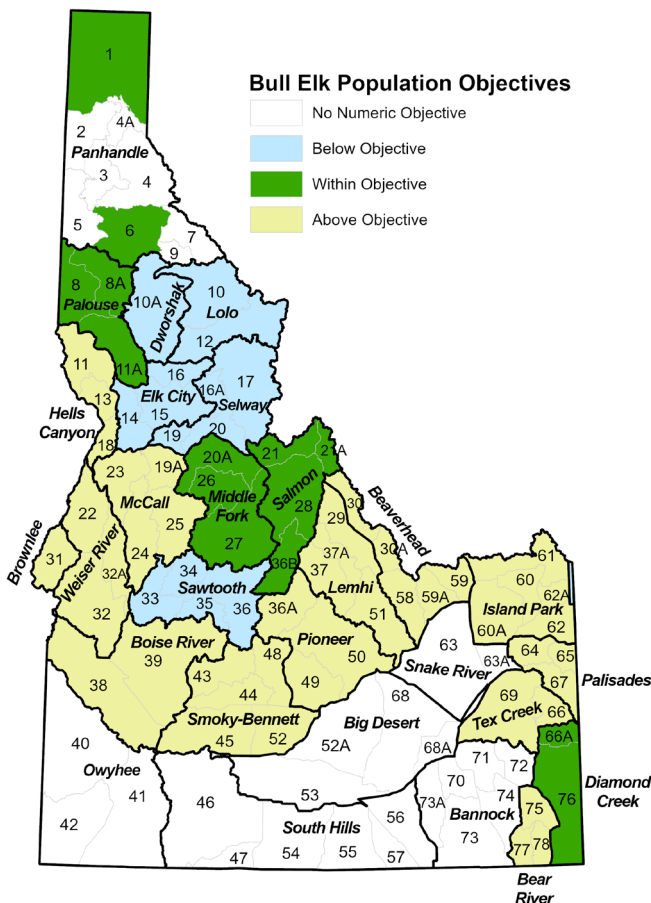 Bull Elk Population Objectives
No Numeric Objective
Below Objective
Within Objective
Above Objective
1
2
4A
Panhandle
3
4
5
6
7
9
8
8A
Palouse
10A
Dworshak
10
Lolo
12
11
11A
13
16
Elk City
14
15
16A
17
Selway
Hells
Canyon
18
19
20
23
19A
McCall
20A
26
Middle
Fork
27
21
21A
Salmon
28
36B
22
25
24
Brownlee
31
Weiser River
32A
32
30
Beaverhead
29
30A
37A
37
Lemhi
51
58
59A
59
61
60
62A
Island Park
60A
62
34
Sawtooth
33
35
36
36A
Pioneer
Boise River
39
38
43
48
50
49
44
Smoky-Bennett
45
52
63
Snake River
63A
64
65
67
Palisades
69
Tex Creek
66
68
Big Desert
52A
68A
53
66A
76
Diamond
Creek
40
Owyhee
41
42
46
South Hills
56
47
54
55
57
71
72
70
73A
74
Bannock
73
75
77
78
Bear
River